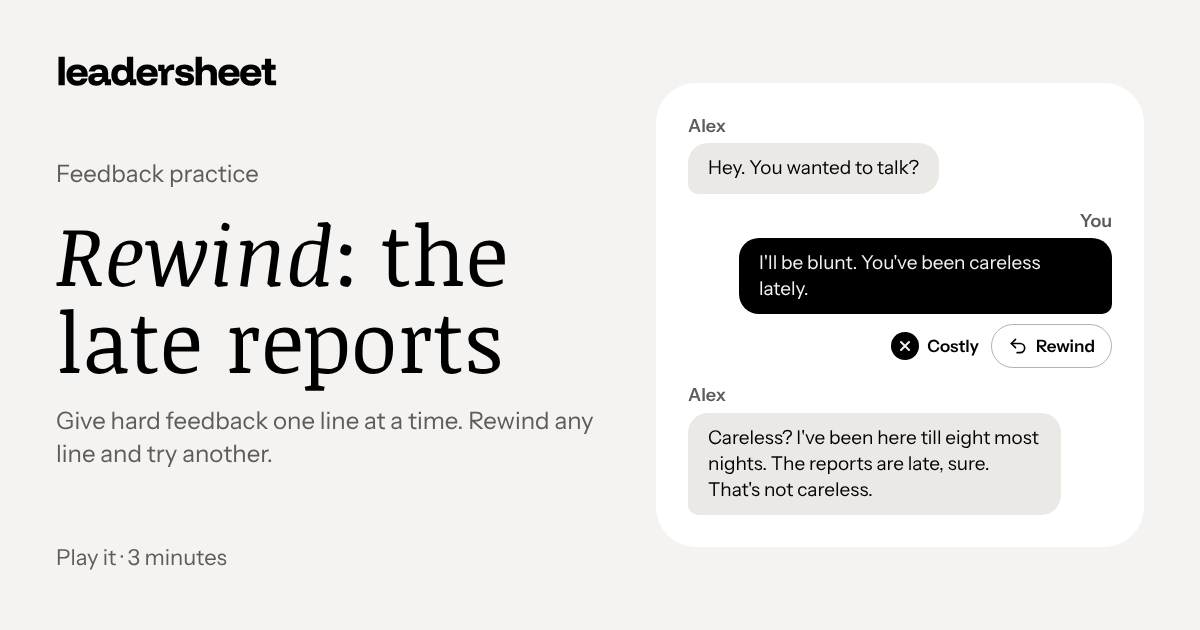 leadersheet
Feedback practice
Rewind: the
late reports
Give hard feedback one line at a time. Rewind any
line and try another.
Play it · 3 minutes
Alex
Hey. You wanted to talk?
You
I'll be blunt. You've been careless
lately.
Costly
Rewind
Alex
Careless? I've been here till eight most
nights. The reports are late, sure.
That's not careless.